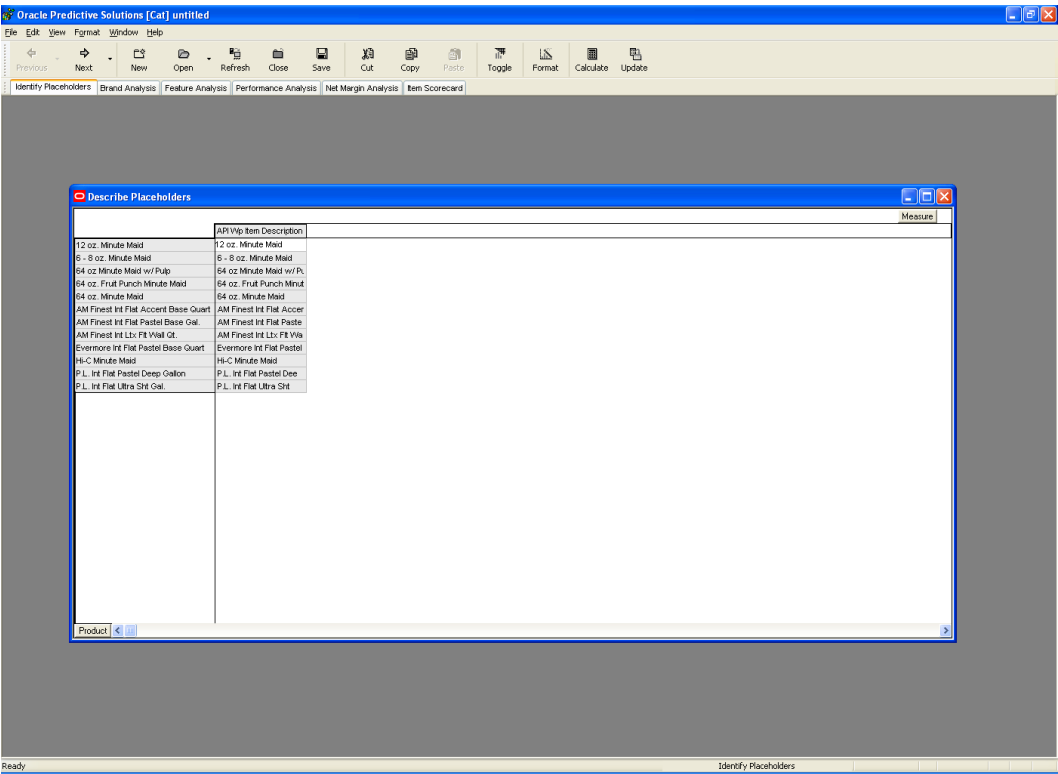 Oracle Predictive Solutions [Cat] untitled
File Edit View Format Window Help
Previous Next New Open Refresh Close Save Cut Copy Paste Toggle Format Calculate Update
Identify Placeholders Brand Analysis Feature Analysis Performance Analysis Net Margin Analysis Item Scorecard
Describe Placeholders
Measure
API Wp Item Description
12 oz. Minute Maid 12 oz. Minute Maid
6 - 8 oz. Minute Maid 6 - 8 oz. Minute Maid
64 oz Minute Maid w/ Pulp 64 oz Minute Maid w/ Pu
64 oz. Fruit Punch Minute Maid 64 oz. Fruit Punch Minut
64 oz. Minute Maid 64 oz. Minute Maid
AM Finest Int Flat Accent Base Quart AM Finest Int Flat Accer
AM Finest Int Flat Pastel Base Gal. AM Finest Int Flat Paste
AM Finest Int Ltx Flt Wall Qt. AM Finest Int Ltx Flt Wa
Evermore Int Flat Pastel Base Quart Evermore Int Flat Pastel
Hi-C Minute Maid Hi-C Minute Maid
P.L. Int Flat Pastel Deep Gallon P.L. Int Flat Pastel Dee
P.L. Int Flat Ultra Sht Gal. P.L. Int Flat Ultra Sht
Product
Ready Identify Placeholders